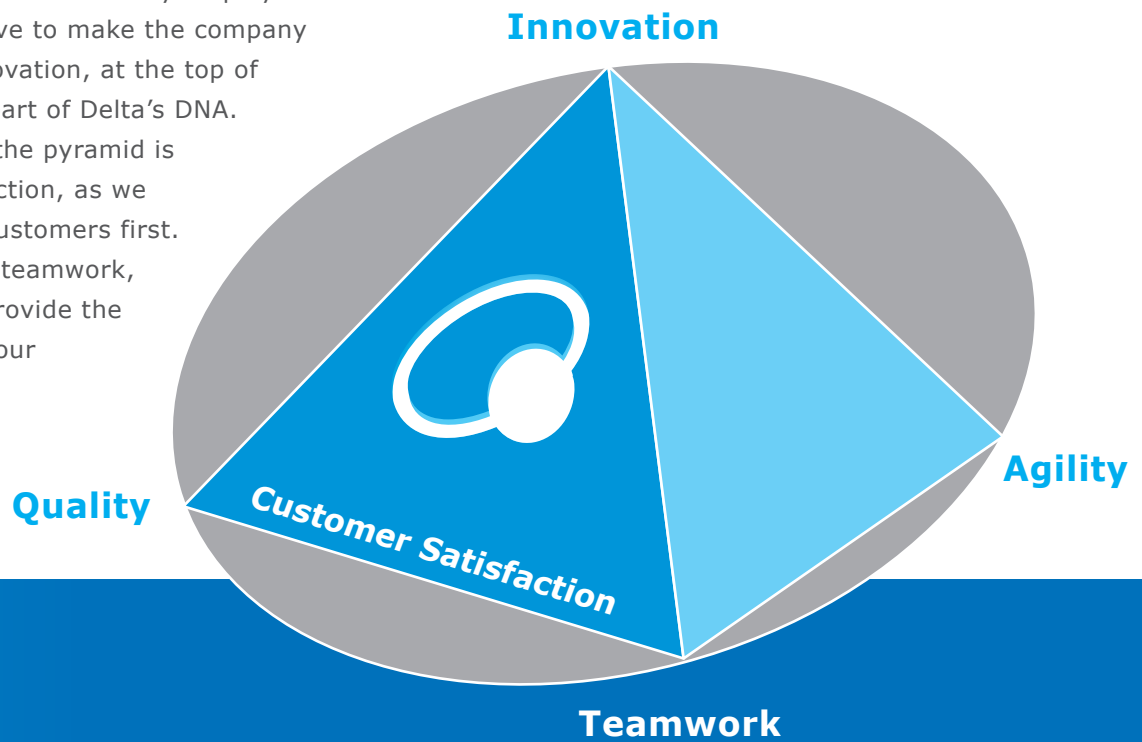 ve to make the company
ovation, at the top of
art of Delta’s DNA.
the pyramid is
ction, as we
ustomers first.
teamwork,
rovide the
our
Innovation
Quality
Agility
Customer Satisfaction
Teamwork